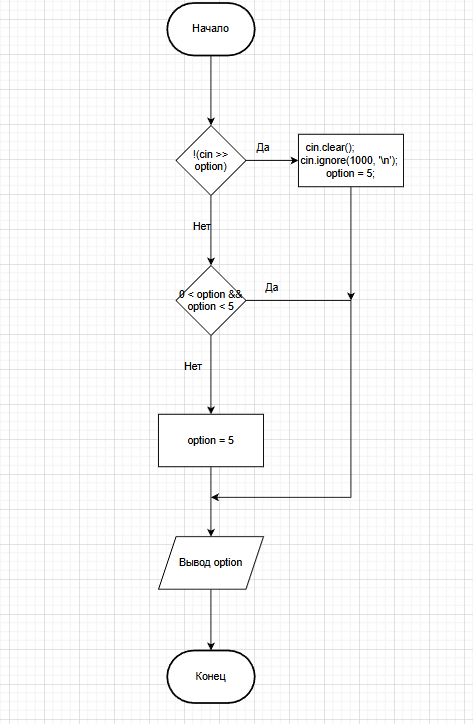 Начало
!(cin >>
option)
Да
cin.clear();
cin.ignore(1000, '\n');
option = 5;
Нет
0 < option &&
option < 5
Да
Нет
option = 5
Вывод option
Конец